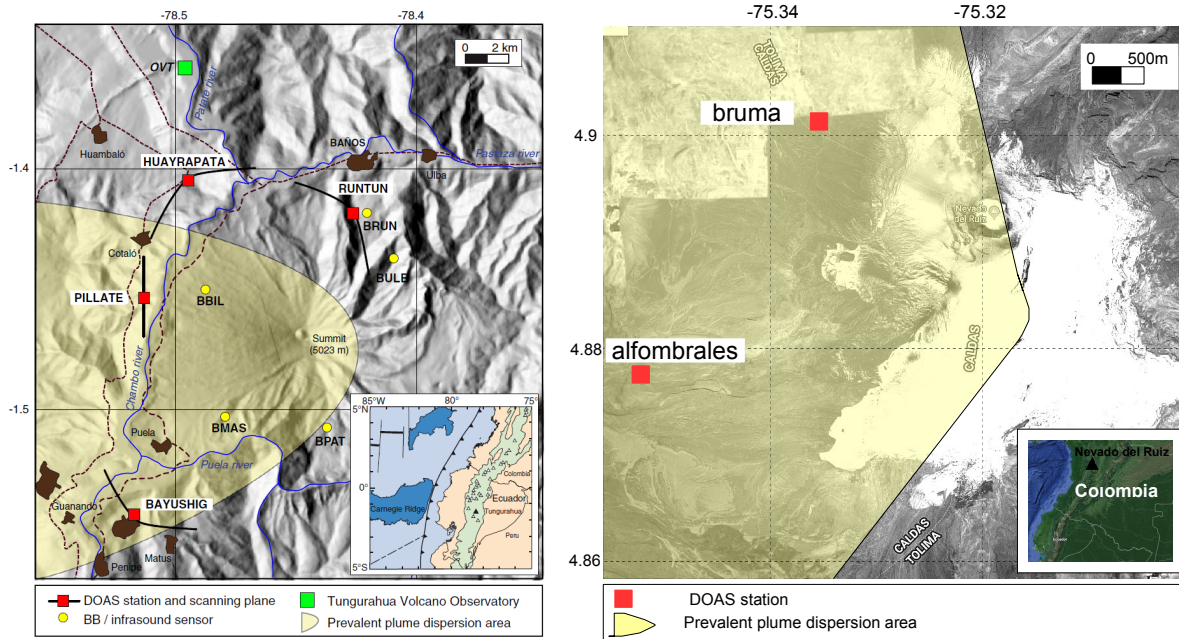 -78.5
-78.4
OVT
Patate river
0 2 km
Huambaló
HUAYRAPATA
BAÑOS
Pastaza river
-1.4
Ulba
RUNTUN
BRUN
Cotaló
BULB
PILLATE
BBIL
Summit
(5023 m)
Chambo river
-1.5
BMAS
BPAT
Puela
Puela river
Guanando
BAYUSHIG
Matus
Penipe
85°W
80°
75°
5°N
0°
5°S
Colombia
Ecuador
Tungurahua
Carnegie Ridge
Peru
DOAS station and scanning plane
Tungurahua Volcano Observatory
BB / infrasound sensor
Prevalent plume dispersion area
-75.34
-75.32
TOLIMA
CALDAS
0 500m
bruma
4.9
Nevado
del Ruiz
CALDAS
4.88
alfombrales
CALDAS
TOLIMA
4.86
Nevado del Ruiz
Colombia
Ecuador
DOAS station
Prevalent plume dispersion area